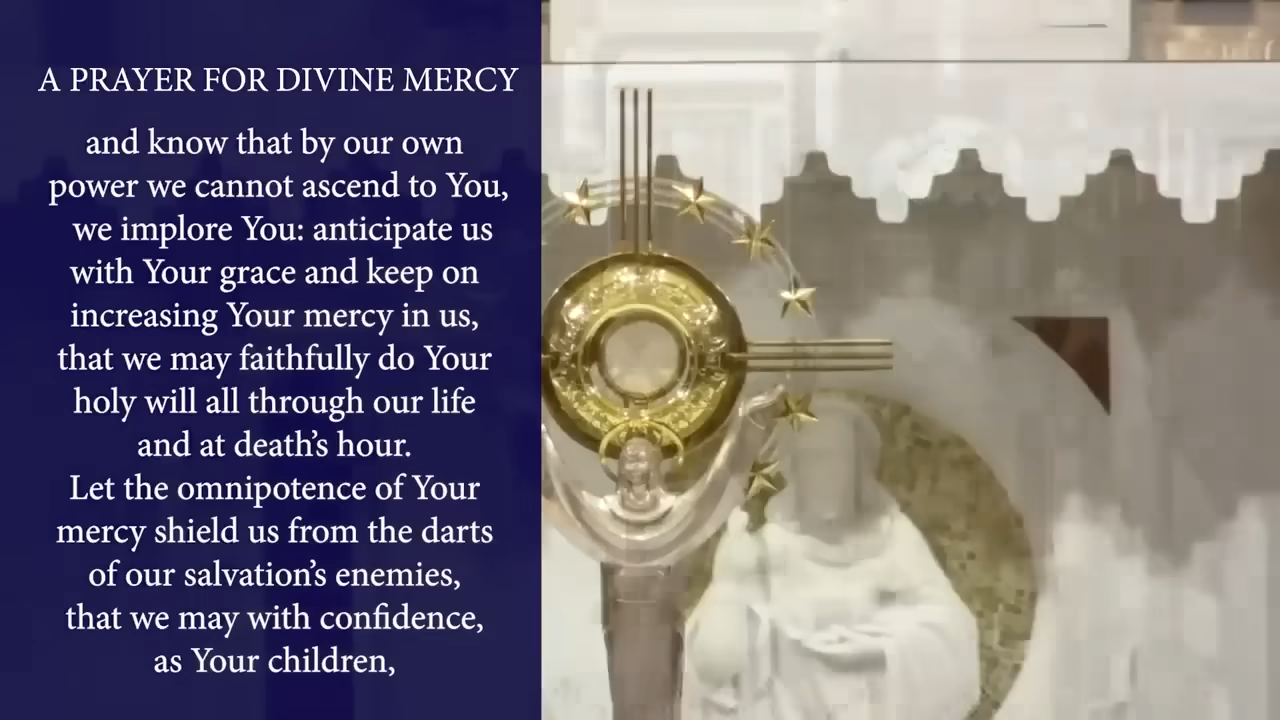 A PRAYER FOR DIVINE MERCY
and know that by our own
power we cannot ascend to You,
we implore You: anticipate us
with Your grace and keep on
increasing Your mercy in us,
that we may faithfully do Your
holy will all through our life
and at death’s hour.
Let the omnipotence of Your
mercy shield us from the darts
of our salvation’s enemies,
that we may with confidence,
as Your children,